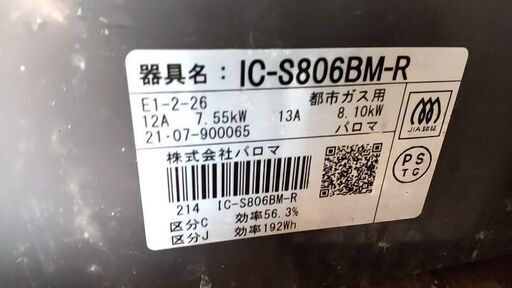 器具名：IC-S806BM-R
E1-2-26 都市ガス用
12A 7.55kW 13A 8.10kW
21-07-900065 パロマ
JIA認証
株式会社パロマ
PS
TG
214 IC-S806BM-R
区分C 効率56.3%
区分J 効率192Wh